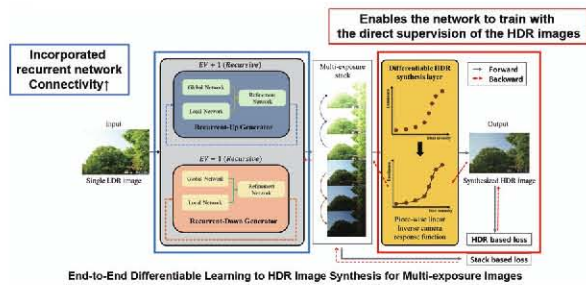 Enables the network to train with
the direct supervision of the HDR images
Incorporated
recurrent network
Connectivity↑
EV + 1 (Recursive)
Global Network
Local Network
Refinement
Network
Recurrent-Up Generator
Multi-exposure
stack
Differentiable HDR
synthesis layer
Forward
Backward
Input
Single LDR image
Output
Synthesized HDR image
EV - 1 (Recursive)
Global Network
Local Network
Refinement
Network
Recurrent-Down Generator
Piece-wise linear
Inverse camera
response function
HDR based loss
Stack based loss
End-to-End Differentiable Learning to HDR Image Synthesis for Multi-exposure Images